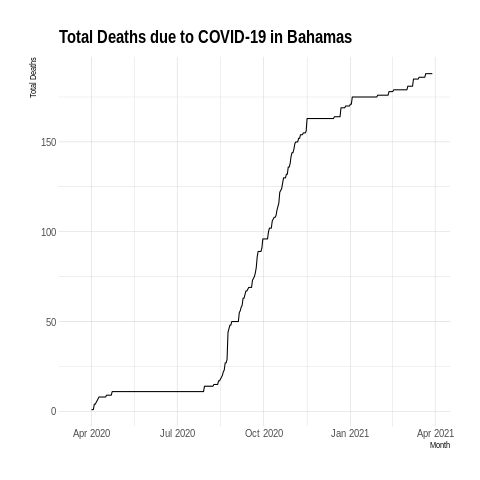 Total Deaths due to COVID-19 in Bahamas
Total Deaths
150
100
50
0
Apr 2020 Jul 2020 Oct 2020 Jan 2021 Apr 2021
Month